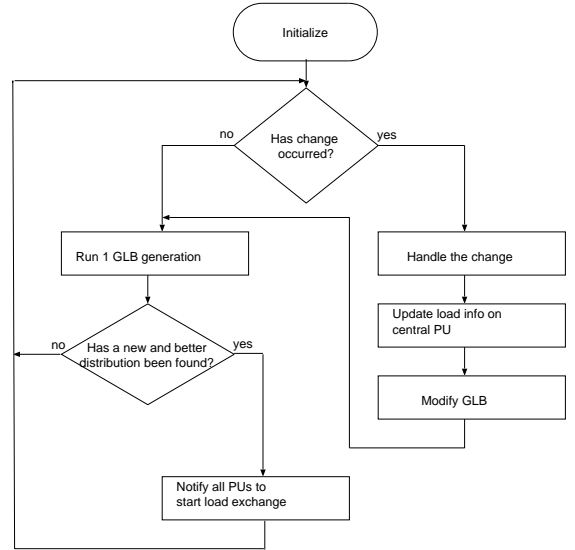 Initialize
Has change
occurred?
no
yes
Run 1 GLB generation
Handle the change
Update load info on
central PU
Modify GLB
Has a new and better
distribution been found?
no
yes
Notify all PUs to
start load exchange